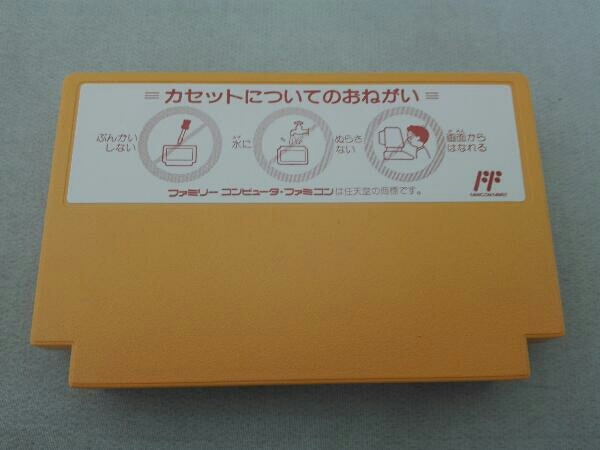 =カセットについてのおねがい=
ぶんかい
しない
水に
ぬらさ
ない
画面から
はなれる
ファミリーコンピュータ・ファミコンは任天堂の商標です。